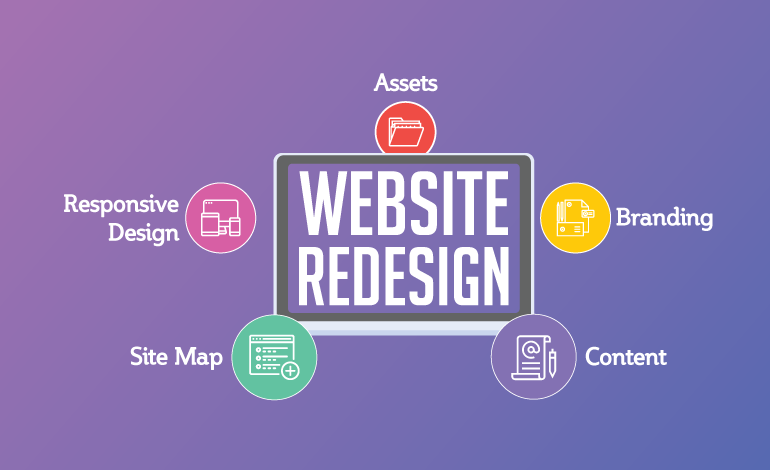 Assets
WEBSITE
REDESIGN
Responsive
Design
Branding
Site Map
Content